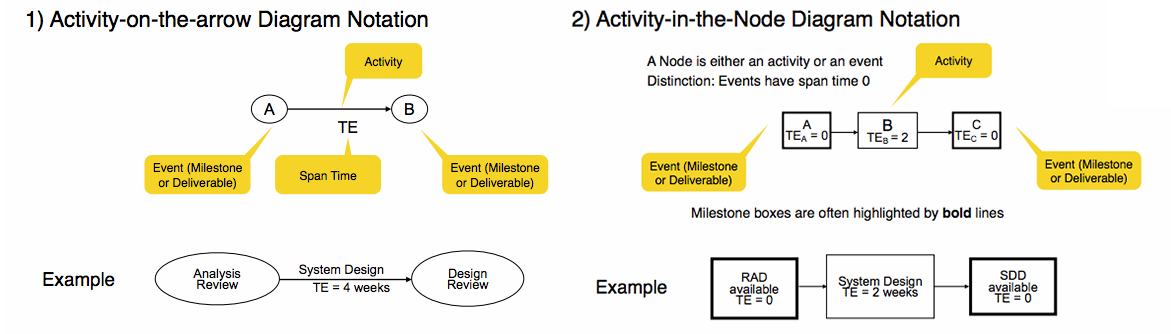 1) Activity-on-the-arrow Diagram Notation
Activity
A
B
TE
Event (Milestone
or Deliverable)
Span Time
Event (Milestone
or Deliverable)
Example
Analysis
Review
System Design
TE = 4 weeks
Design
Review
2) Activity-in-the-Node Diagram Notation
A Node is either an activity or an event
Distinction: Events have span time 0
Activity
A
TEA = 0
B
TEB = 2
C
TEC = 0
Event (Milestone
or Deliverable)
Event (Milestone
or Deliverable)
Milestone boxes are often highlighted by bold lines
Example
RAD
available
TE = 0
System Design
TE = 2 weeks
SDD
available
TE = 0